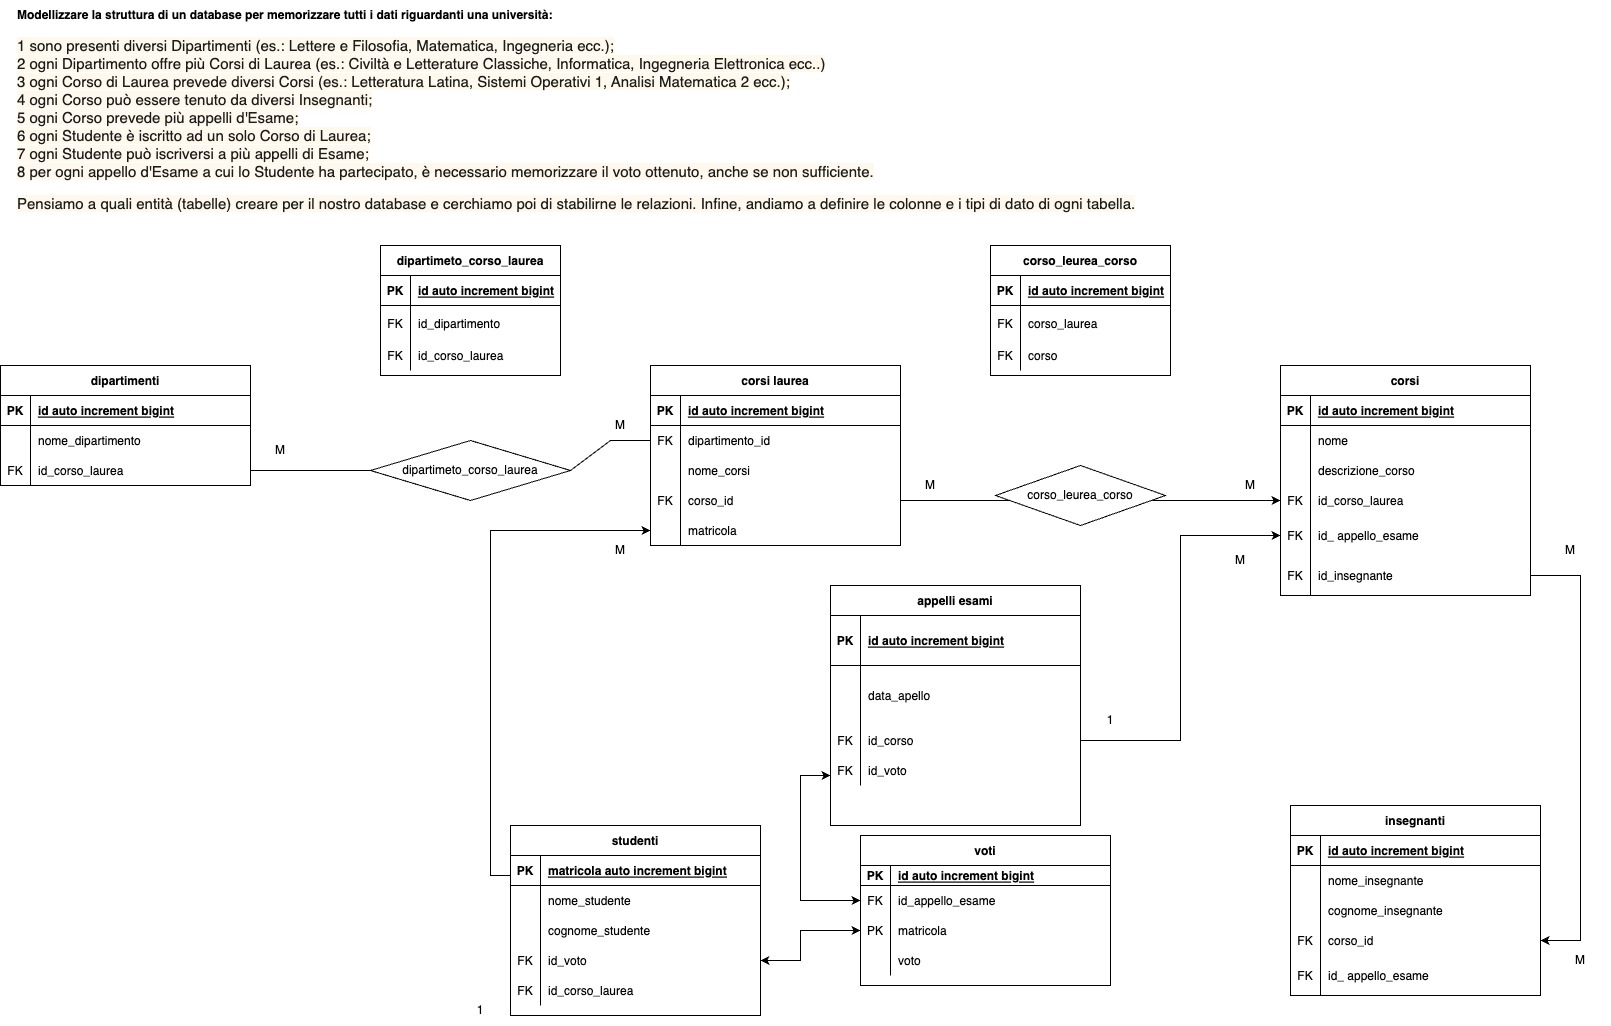 Modellizzare la struttura di un database per memorizzare tutti i dati riguardanti una università:
1 sono presenti diversi Dipartimenti (es.: Lettere e Filosofia, Matematica, Ingegneria ecc.);
2 ogni Dipartimento offre più Corsi di Laurea (es.: Civiltà e Letterature Classiche, Informatica, Ingegneria Elettronica ecc..)
3 ogni Corso di Laurea prevede diversi Corsi (es.: Letteratura Latina, Sistemi Operativi 1, Analisi Matematica 2 ecc.);
4 ogni Corso può essere tenuto da diversi Insegnanti;
5 ogni Corso prevede più appelli d'Esame;
6 ogni Studente è iscritto ad un solo Corso di Laurea;
7 ogni Studente può iscriversi a più appelli di Esame;
8 per ogni appello d'Esame a cui lo Studente ha partecipato, è necessario memorizzare il voto ottenuto, anche se non sufficiente.
Pensiamo a quali entità (tabelle) creare per il nostro database e cerchiamo poi di stabilirne le relazioni. Infine, andiamo a definire le colonne e i tipi di dato di ogni tabella.
dipartimeto_corso_laurea
PK id auto increment bigint
FK id_dipartimento
FK id_corso_laurea
corso_leurea_corso
PK id auto increment bigint
FK corso_laurea
FK corso
dipartimenti
PK id auto increment bigint
nome_dipartimento
FK id_corso_laurea
M
dipartimeto_corso_laurea
M
corsi laurea
PK id auto increment bigint
FK dipartimento_id
nome_corsi
FK corso_id
matricola
M
M
corso_leurea_corso
M
corsi
PK id auto increment bigint
nome
descrizione_corso
FK id_corso_laurea
FK id_ appello_esame
FK id_insegnante
M
M
appelli esami
PK id auto increment bigint
data_apello
FK id_corso
FK id_voto
1
studenti
PK matricola auto increment bigint
nome_studente
cognome_studente
FK id_voto
FK id_corso_laurea
1
voti
PK id auto increment bigint
FK id_appello_esame
PK matricola
voto
insegnanti
PK id auto increment bigint
nome_insegnante
cognome_insegnante
FK corso_id
FK id_ appello_esame
M